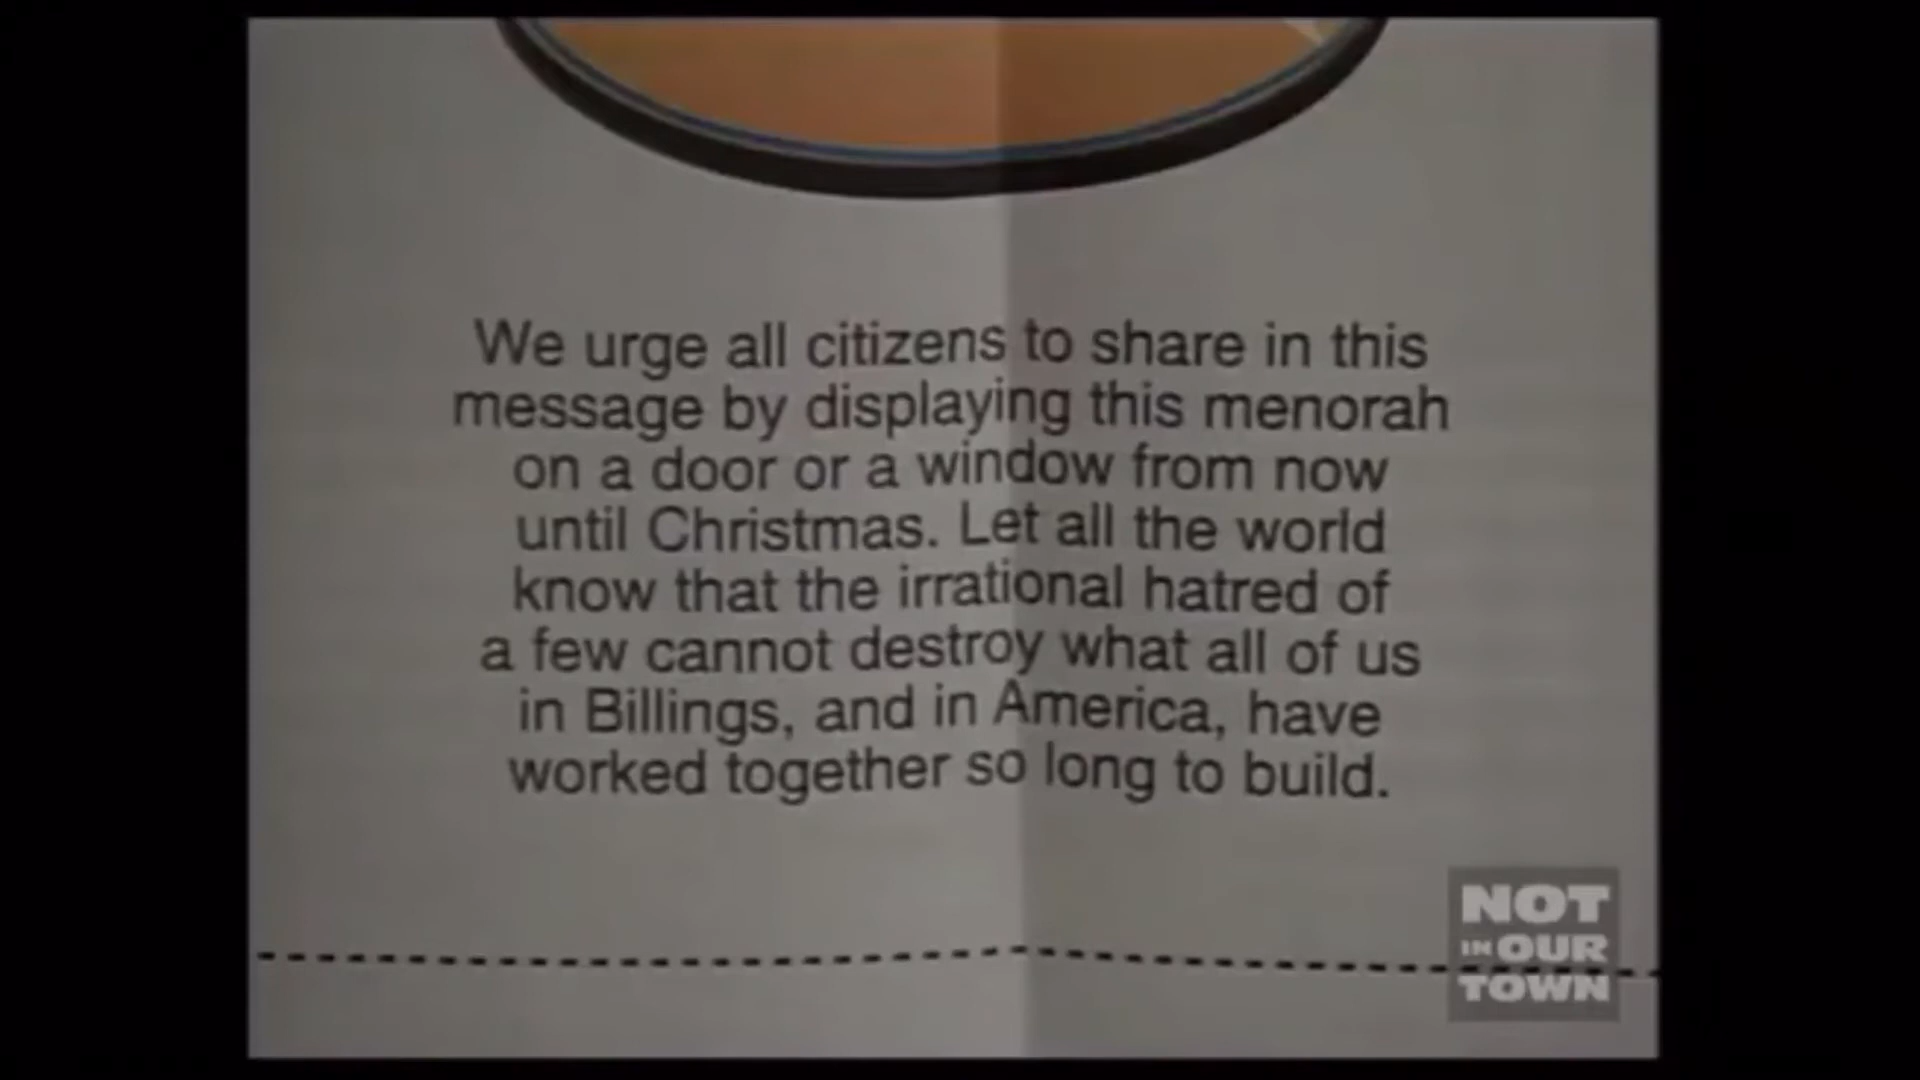 We urge all citizens to share in this
message by displaying this menorah
on a door or a window from now
until Christmas. Let all the world
know that the irrational hatred of
a few cannot destroy what all of us
in Billings, and in America, have
worked together so long to build.
NOT
IN OUR
TOWN